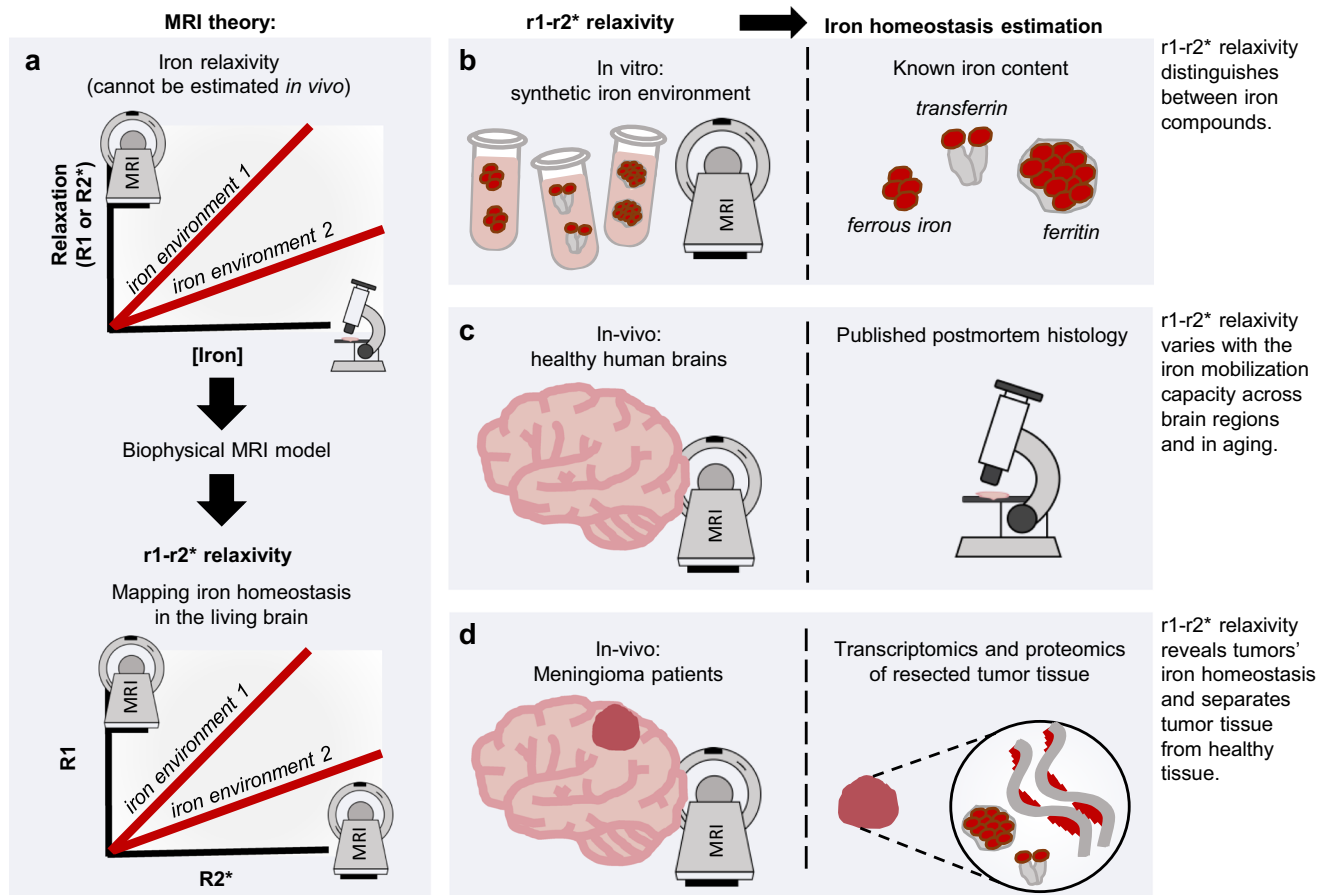 MRI theory:
a
Iron relaxivity
(cannot be estimated in vivo)
MRI
Relaxation
(R1 or R2*)
iron environment 1
iron environment 2
[Iron]
Biophysical MRI model
r1-r2* relaxivity
Mapping iron homeostasis
in the living brain
MRI
R1
iron environment 1
iron environment 2
MRI
R2*
r1-r2* relaxivity
Iron homeostasis estimation
b
In vitro:
synthetic iron environment
MRI
Known iron content
transferrin
ferrous iron
ferritin
r1-r2* relaxivity
distinguishes
between iron
compounds.
c
In-vivo:
healthy human brains
MRI
Published postmortem histology
r1-r2* relaxivity
varies with the
iron mobilization
capacity across
brain regions
and in aging.
d
In-vivo:
Meningioma patients
MRI
Transcriptomics and proteomics
of resected tumor tissue
r1-r2* relaxivity
reveals tumors'
iron homeostasis
and separates
tumor tissue
from healthy
tissue.